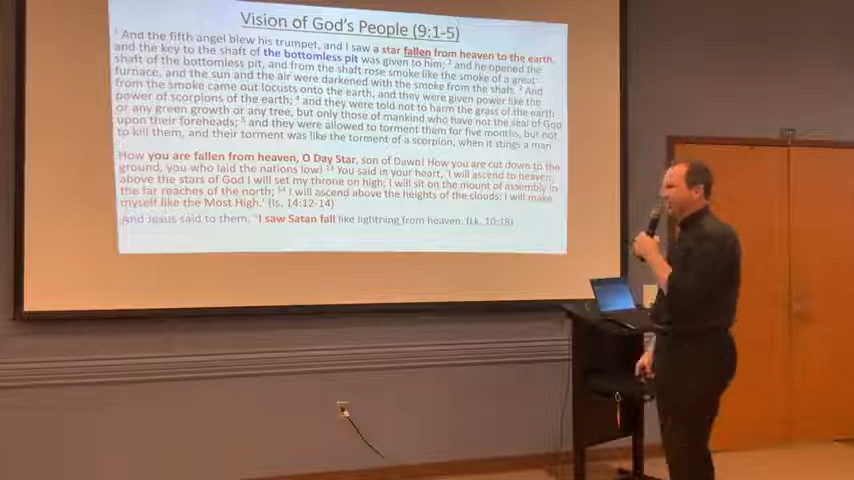 Vision of God's People (9:1-5)
1 And the fifth angel blew his trumpet, and I saw a star fallen from heaven to the earth,
and the key to the shaft of the bottomless pit was given to him; 2 and he opened the
shaft of the bottomless pit, and from the shaft rose smoke like the smoke of a great
furnace, and the sun and the air were darkened with the smoke from the shaft. 3 And
from the smoke came out locusts onto the earth, and they were given power like the
power of scorpions of the earth; 4 and they were told not to harm the grass of the earth
or any green growth or any tree, but only those of mankind who have not the seal of God
upon their foreheads; 5 and they were allowed to torment them for five months, but not
to kill them, and their torment was like the torment of a scorpion, when it stings a man
How you are fallen from heaven, O Day Star, son of Dawn! How you are cut down to the
ground, you who laid the nations low! 13 You said in your heart, 'I will ascend to heaven,
above the stars of God I will set my throne on high; I will sit on the mount of assembly in
the far reaches of the north; 14 I will ascend above the heights of the clouds; I will make
myself like the Most High.' (Is. 14:12-14)
And Jesus said to them, "I saw Satan fall like lightning from heaven. (Lk. 10:18)